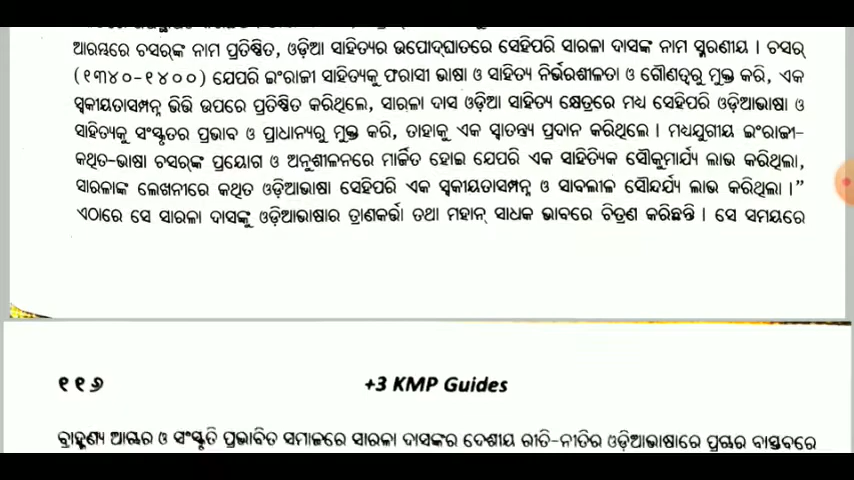 ଆରମ୍ଭରେ ଚସର୍‌ଙ୍କ ନାମ ପ୍ରତିଷ୍ଠିତ, ଓଡ଼ିଆ ସାହିତ୍ୟର ଉପୋଦ୍‌ଘାତରେ ସେହିପରି ସାରଳା ଦାସଙ୍କ ନାମ ସ୍ମରଣୀୟ । ଚସର୍
(୧୩୪୦-୧୪୦୦) ଯେପରି ଇଂରାଜୀ ସାହିତ୍ୟକୁ ଫରାସୀ ଭାଷା ଓ ସାହିତ୍ୟ ନିର୍ଭରଶୀଳତା ଓ ଗୌଣତ୍ୱରୁ ମୁକ୍ତ କରି, ଏକ
ସ୍ୱକୀୟତାସମ୍ପନ୍ନ ଭିତ୍ତି ଉପରେ ପ୍ରତିଷ୍ଠିତ କରିଥିଲେ, ସାରଳା ଦାସ ଓଡ଼ିଆ ସାହିତ୍ୟ କ୍ଷେତ୍ରରେ ମଧ୍ୟ ସେହିପରି ଓଡ଼ିଆଭାଷା ଓ
ସାହିତ୍ୟକୁ ସଂସ୍କୃତର ପ୍ରଭାବ ଓ ପ୍ରାଧାନ୍ୟରୁ ମୁକ୍ତ କରି, ତାହାକୁ ଏକ ସ୍ୱାତନ୍ତ୍ର୍ୟ ପ୍ରଦାନ କରିଥିଲେ । ମଧ୍ୟଯୁଗୀୟ ଇଂରାଜୀ-
କଥିତ-ଭାଷା ଚସର୍‌ଙ୍କ ପ୍ରୟୋଗ ଓ ଅନୁଶୀଳନରେ ମାର୍ଜିତ ହୋଇ ଯେପରି ଏକ ସାହିତ୍ୟିକ ସୌକୁମାର୍ଯ୍ୟ ଲାଭ କରିଥିଲା,
ସାରଳାଙ୍କ ଲେଖନୀରେ କଥିତ ଓଡ଼ିଆଭାଷା ସେହିପରି ଏକ ସ୍ୱକୀୟତାସମ୍ପନ୍ନ ଓ ସାବଲୀଳ ସୌନ୍ଦର୍ଯ୍ୟ ଲାଭ କରିଥିଲା ।”
ଏଠାରେ ସେ ସାରଳା ଦାସଙ୍କୁ ଓଡ଼ିଆଭାଷାର ତ୍ରାଣକର୍ତ୍ତା ତଥା ମହାନ୍ ସାଧକ ଭାବରେ ଚିତ୍ରଣ କରିଛନ୍ତି । ସେ ସମୟରେ
୧୧୬
+3 KMP Guides
ବ୍ରାହ୍ମଣ୍ୟ ଆଚାର ଓ ସଂସ୍କୃତି ପ୍ରଭାବିତ ସମାଜରେ ସାରଳା ଦାସଙ୍କର ଦେଶୀୟ ରୀତି-ନୀତିର ଓଡ଼ିଆଭାଷାରେ ପ୍ରଚାର ବାସ୍ତବରେ